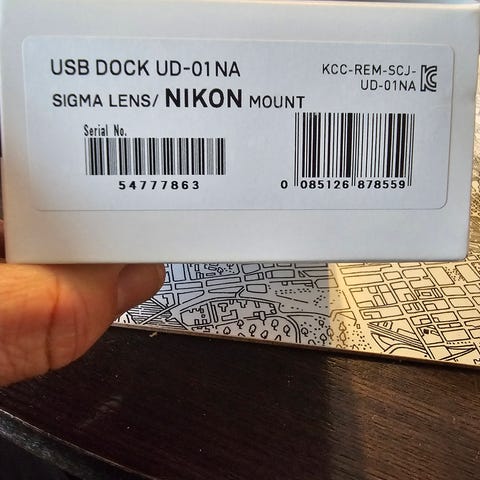 USB DOCK UD-01NA
SIGMA LENS/ NIKON MOUNT
KCC-REM-SCJ-
UD-01NA
Serial No.
54777863
0 085126 878559